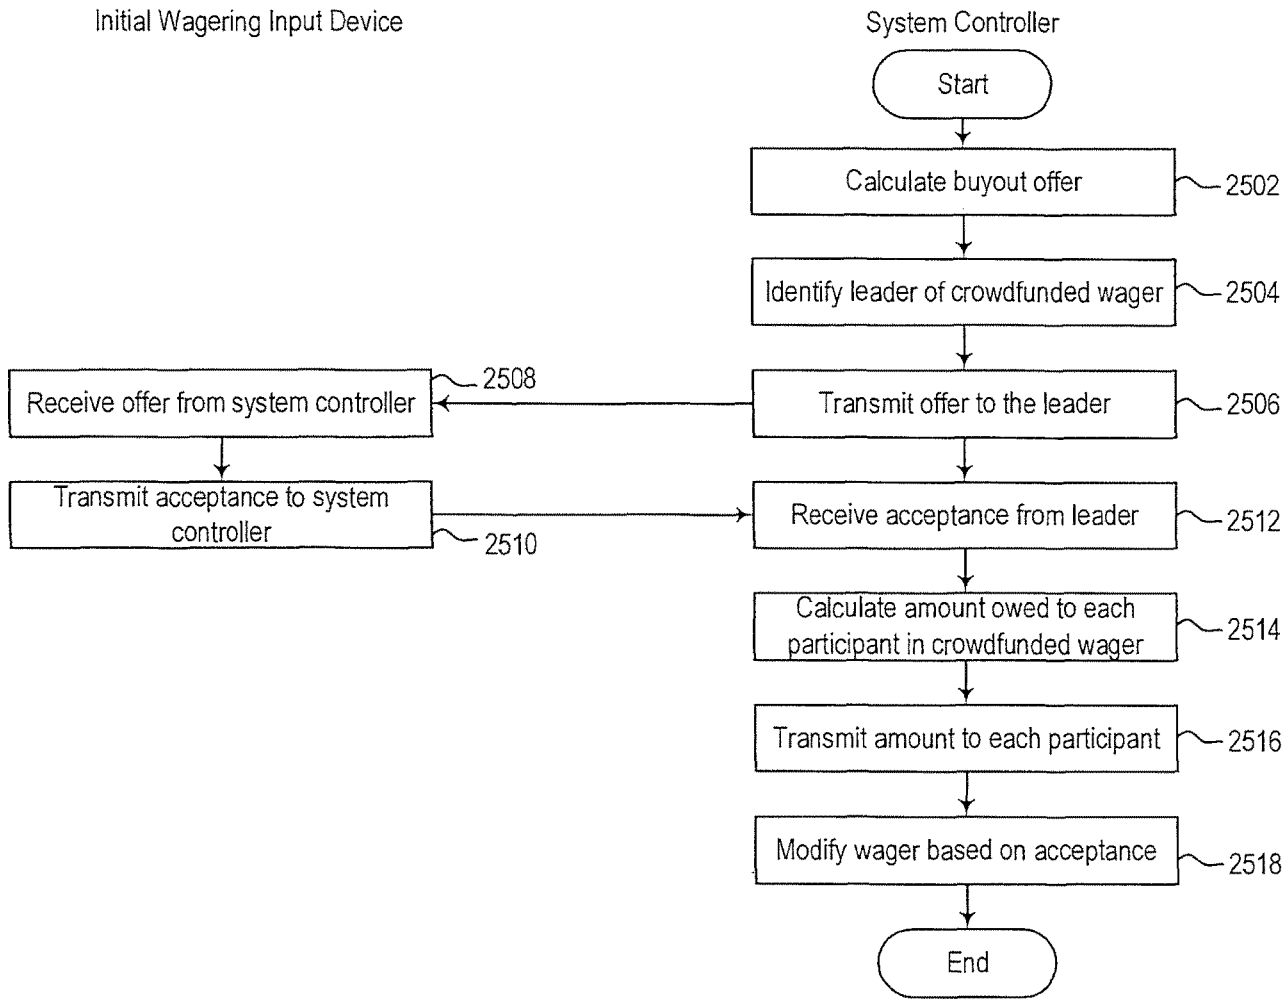 Initial Wagering Input Device
System Controller
Start
Calculate buyout offer
2502
Identify leader of crowdfunded wager
2504
Receive offer from system controller
2508
Transmit offer to the leader
2506
Transmit acceptance to system
controller
2510
Receive acceptance from leader
2512
Calculate amount owed to each
participant in crowdfunded wager
2514
Transmit amount to each participant
2516
Modify wager based on acceptance
2518
End